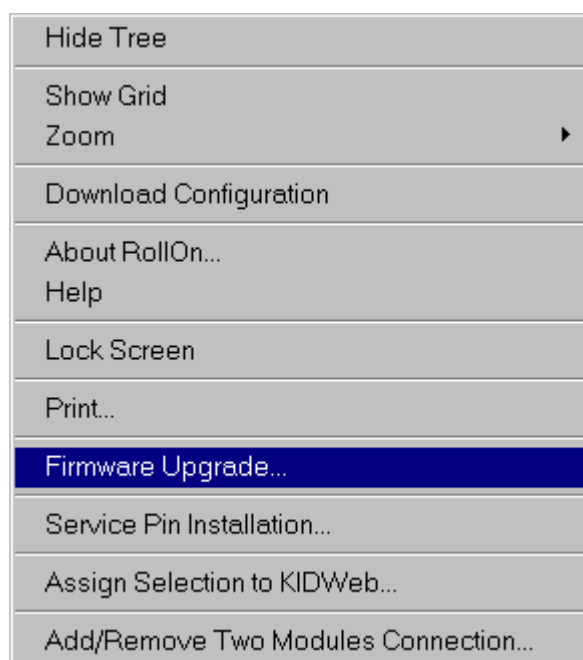 Hide Tree
Show Grid
Zoom
Download Configuration
About RollOn...
Help
Lock Screen
Print...
Firmware Upgrade...
Service Pin Installation...
Assign Selection to KIDWeb...
Add/Remove Two Modules Connection...